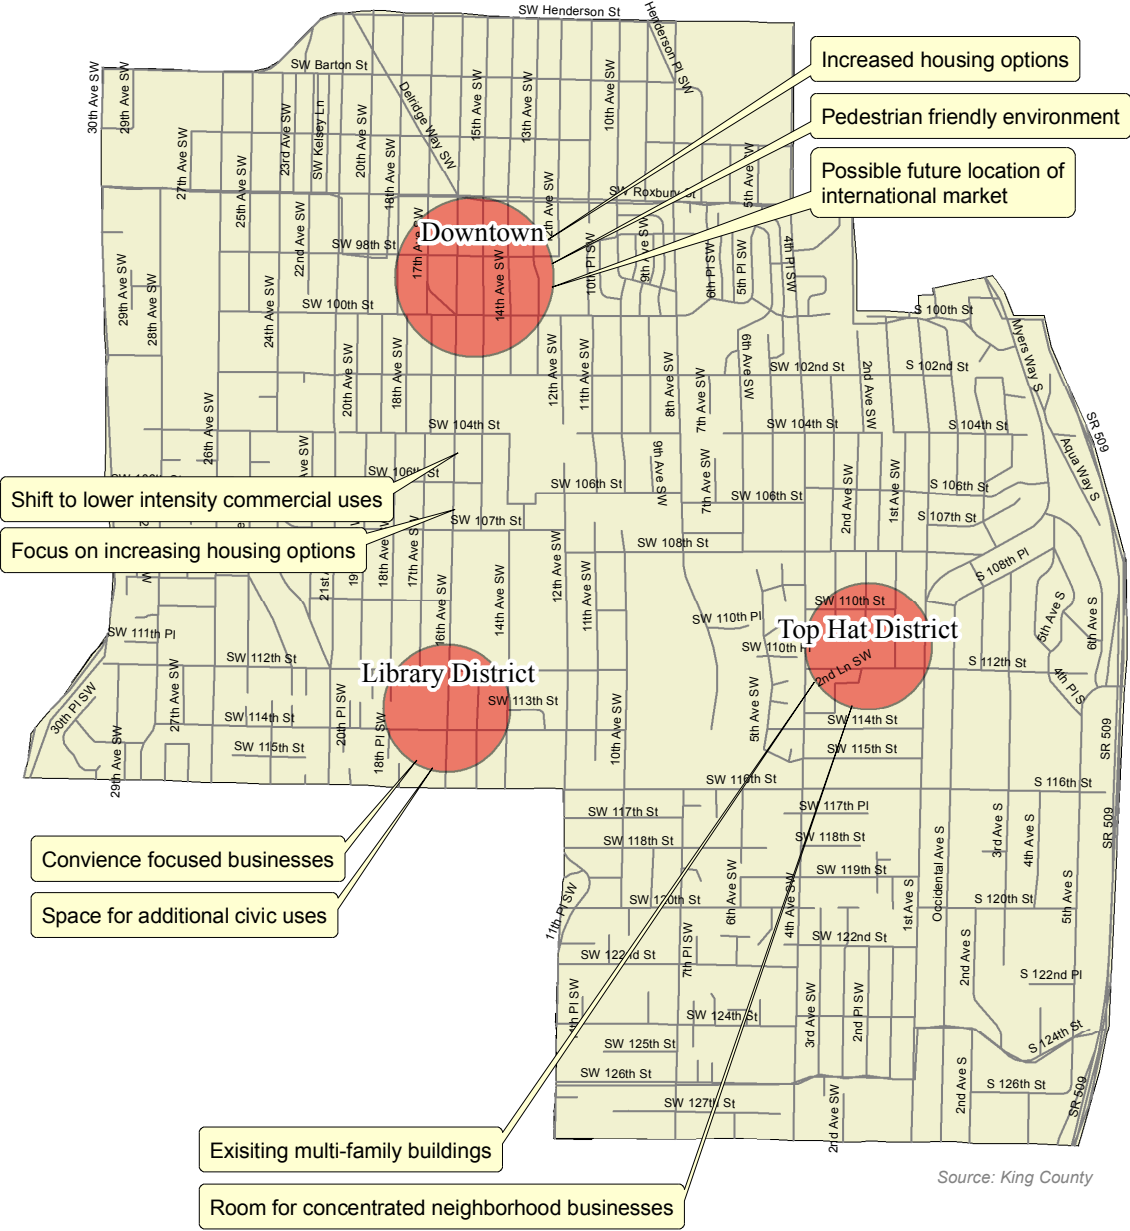 SW Henderson St
Henderson Pl SW
SW Barton St
30th Ave SW
29th Ave SW
Delridge Way SW
15th Ave SW
13th Ave SW
10th Ave SW
Increased housing options
Pedestrian friendly environment
Possible future location of
international market
27th Ave SW
25th Ave SW
23rd Ave SW
SW Kelsey Ln
20th Ave SW
18th Ave SW
SW Roxbury St
5th Ave SW
22nd Ave SW
SW 98th St
Downtown
14th Ave SW
10th Pl SW
9th Ave SW
6th Pl SW
5th Pl SW
4th Pl SW
29th Ave SW
28th Ave SW
24th Ave SW
SW 100th St
S 100th St
Myers Way S
20th Ave SW
18th Ave SW
12th Ave SW
11th Ave SW
8th Ave SW
7th Ave SW
6th Ave SW
SW 102nd St
2nd Ave SW
S 102nd St
26th Ave SW
SW 104th St
SW 104th St
S 104th St
SR 509
Aqua Way S
SW 106th St
SW 106th St
9th Ave SW
7th Ave SW
SW 106th St
2nd Ave SW
1st Ave SW
S 106th St
Shift to lower intensity commercial uses
SW 107th St
S 107th St
Focus on increasing housing options
18th Ave SW
17th Ave SW
16th Ave SW
14th Ave SW
12th Ave SW
11th Ave SW
SW 108th St
S 108th Pl
SW 110th St
SW 110th Pl
Top Hat District
2nd Ln SW
5th Ave S
6th Ave S
SW 111th Pl
SW 112th St
S 112th St
4th Pl S
Library District
30th Pl SW
27th Ave SW
SW 113th St
SW 114th St
SW 114th St
20th Pl SW
18th Pl SW
10th Ave SW
5th Ave SW
SW 115th St
SW 115th St
29th Ave SW
SR 509
SW 116th St
S 116th St
SW 117th St
SW 117th Pl
SW 118th St
SW 118th St
3rd Ave S
4th Ave S
SR 509
Convience focused businesses
SW 119th St
Space for additional civic uses
11th Pl SW
SW 120th St
6th Ave SW
4th Ave SW
1st Ave S
Occidental Ave S
S 120th St
5th Ave S
SW 122nd St
7th Pl SW
SW 122nd St
2nd Ave S
S 122nd Pl
SW 124th St
3rd Ave SW
2nd Pl SW
S 124th St
SW 125th St
SW 126th St
2nd Ave S
S 126th St
SR 509
SW 127th St
2nd Ave SW
Exisiting multi-family buildings
Room for concentrated neighborhood businesses
Source: King County